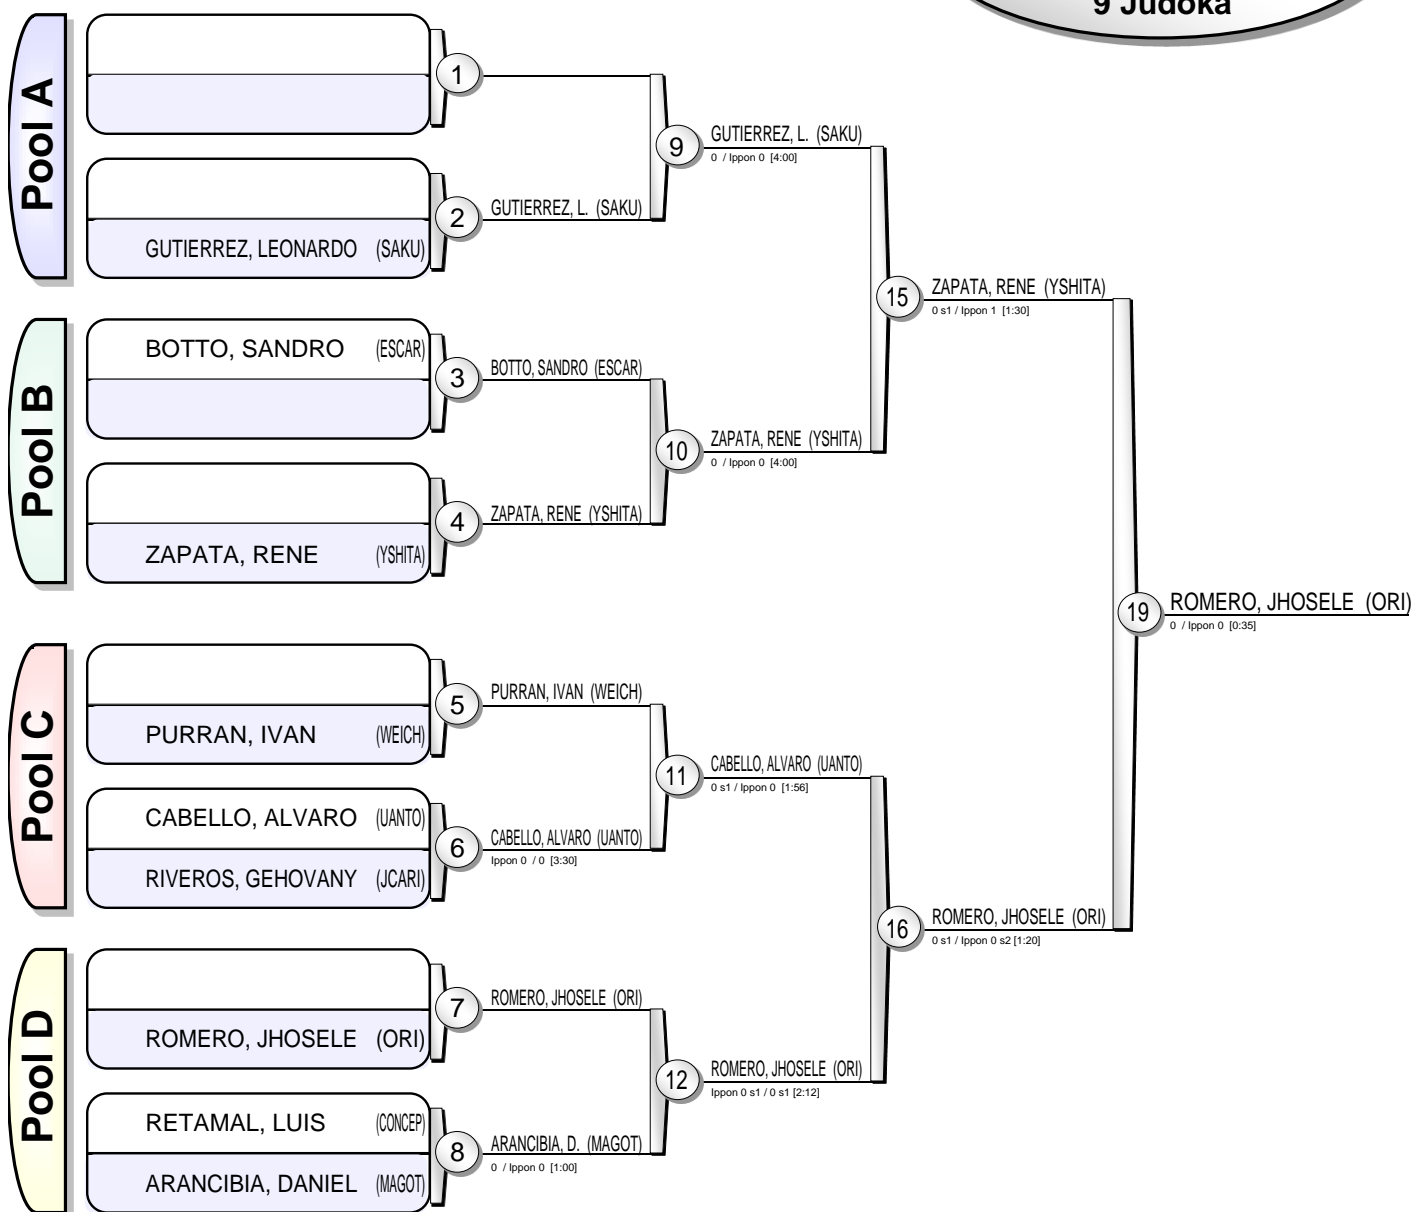 9 Judoka
Pool A
1
2
GUTIERREZ, LEONARDO (SAKU)
GUTIERREZ, L. (SAKU)
9
GUTIERREZ, L. (SAKU)
0 / Ippon 0 [4:00]
Pool B
BOTTO, SANDRO (ESCAR)
3
BOTTO, SANDRO (ESCAR)
4
ZAPATA, RENE (YSHITA)
ZAPATA, RENE (YSHITA)
10
ZAPATA, RENE (YSHITA)
0 / Ippon 0 [4:00]
15
ZAPATA, RENE (YSHITA)
0 s1 / Ippon 1 [1:30]
Pool C
5
PURRAN, IVAN (WEICH)
PURRAN, IVAN (WEICH)
CABELLO, ALVARO (UANTO)
6
RIVEROS, GEHOVANY (JCARI)
CABELLO, ALVARO (UANTO)
Ippon 0 / 0 [3:30]
11
CABELLO, ALVARO (UANTO)
0 s1 / Ippon 0 [1:56]
Pool D
7
ROMERO, JHOSELE (ORI)
ROMERO, JHOSELE (ORI)
RETAMAL, LUIS (CONCEP)
8
ARANCIBIA, DANIEL (MAGOT)
ARANCIBIA, D. (MAGOT)
0 / Ippon 0 [1:00]
12
ROMERO, JHOSELE (ORI)
Ippon 0 s1 / 0 s1 [2:12]
16
ROMERO, JHOSELE (ORI)
0 s1 / Ippon 0 s2 [1:20]
19
ROMERO, JHOSELE (ORI)
0 / Ippon 0 [0:35]